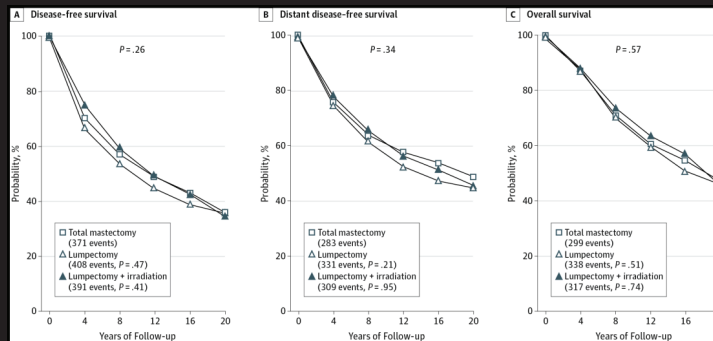 A Disease-free survival
P = .26
100
80
60
40
20
0
Probability, %
0 4 8 12 16 20
Years of Follow-up
Total mastectomy
(371 events)
Lumpectomy
(408 events, P = .47)
Lumpectomy + irradiation
(391 events, P = .41)
B Distant disease-free survival
P = .34
100
80
60
40
20
0
Probability, %
0 4 8 12 16 20
Years of Follow-up
Total mastectomy
(283 events)
Lumpectomy
(331 events, P = .21)
Lumpectomy + irradiation
(309 events, P = .95)
C Overall survival
P = .57
100
80
60
40
20
0
Probability, %
0 4 8 12 16
Years of Follow-up
Total mastectomy
(299 events)
Lumpectomy
(338 events, P = .51)
Lumpectomy + irradiation
(317 events, P = .74)